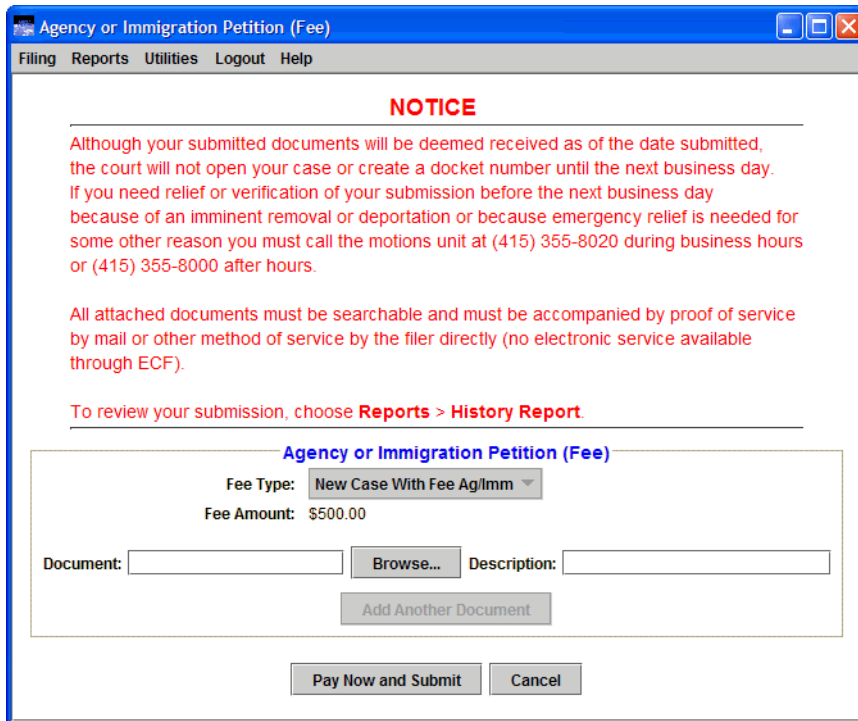 Agency or Immigration Petition (Fee)
Filing Reports Utilities Logout Help
NOTICE
Although your submitted documents will be deemed received as of the date submitted,
the court will not open your case or create a docket number until the next business day.
If you need relief or verification of your submission before the next business day
because of an imminent removal or deportation or because emergency relief is needed for
some other reason you must call the motions unit at (415) 355-8020 during business hours
or (415) 355-8000 after hours.
All attached documents must be searchable and must be accompanied by proof of service
by mail or other method of service by the filer directly (no electronic service available
through ECF).
To review your submission, choose Reports > History Report.
Agency or Immigration Petition (Fee)
Fee Type: New Case With Fee Ag/Imm
Fee Amount: $500.00
Document: Browse... Description:
Add Another Document
Pay Now and Submit Cancel